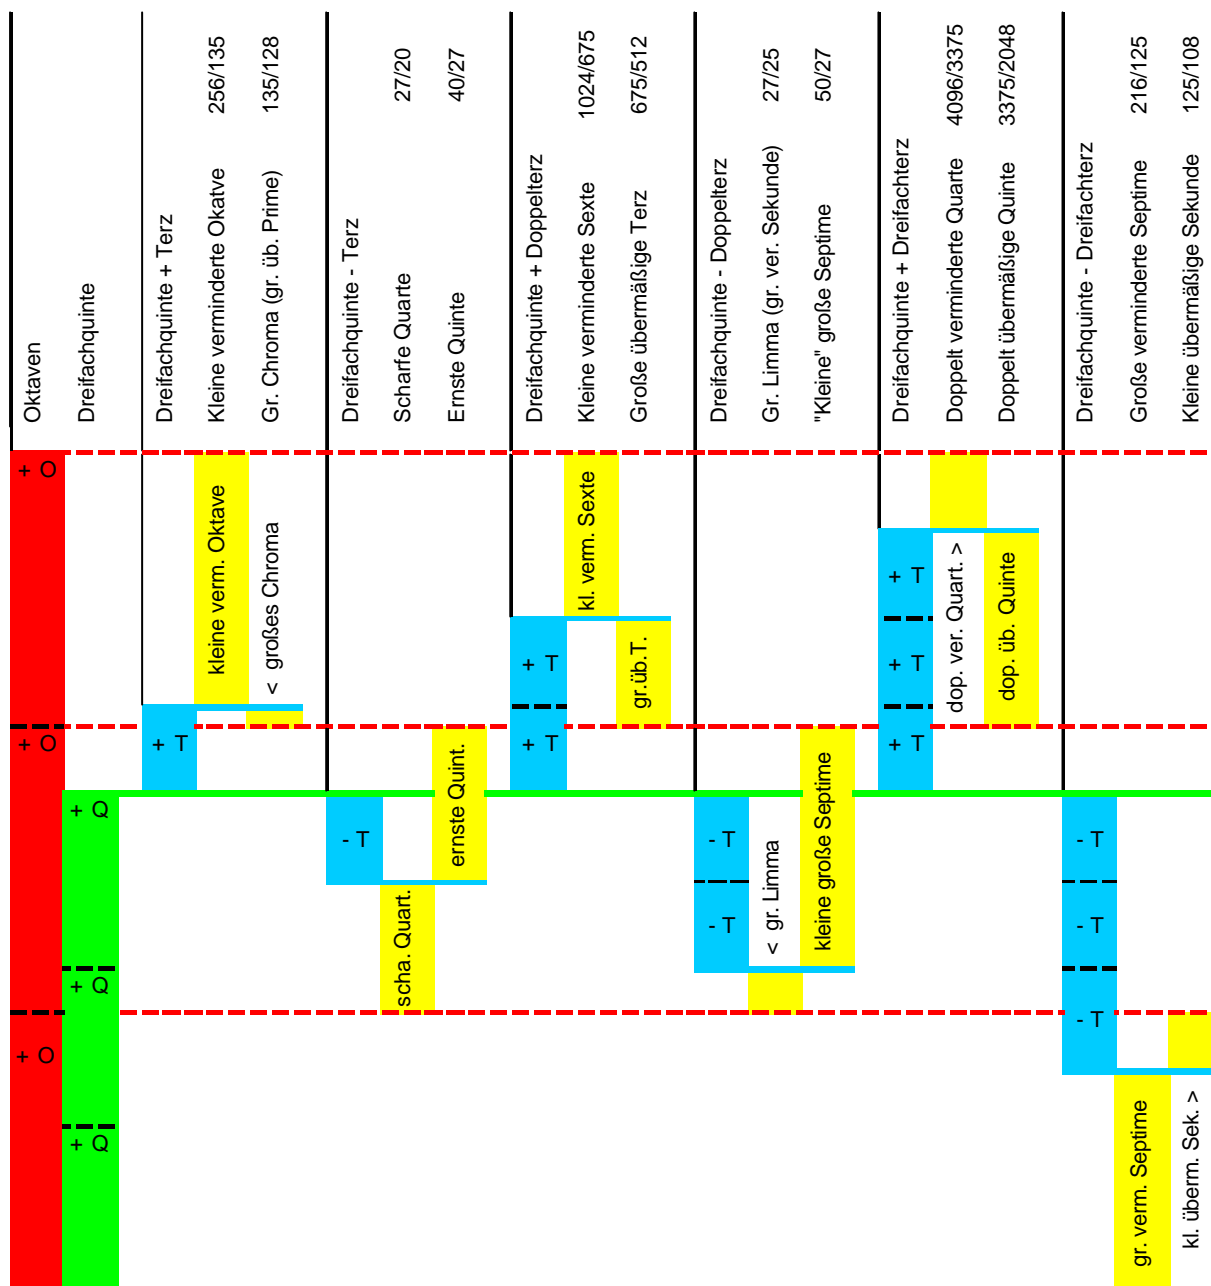 Oktaven
Dreifachquinte
Dreifachquinte + Terz
Kleine verminderte Okatve 256/135
Gr. Chroma (gr. üb. Prime) 135/128
Dreifachquinte - Terz
Scharfe Quarte 27/20
Ernste Quinte 40/27
Dreifachquinte + Doppelterz
Kleine verminderte Sexte 1024/675
Große übermäßige Terz 675/512
Dreifachquinte - Doppelterz
Gr. Limma (gr. ver. Sekunde) 27/25
"Kleine" große Septime 50/27
Dreifachquinte + Dreifachterz
Doppelt verminderte Quarte 4096/3375
Doppelt übermäßige Quinte 3375/2048
Dreifachquinte - Dreifachterz
Große verminderte Septime 216/125
Kleine übermäßige Sekunde 125/108
+ O
+ O
+ O
+ Q
+ Q
+ Q
+ T
kleine verm. Oktave
< großes Chroma
- T
scha. Quart.
ernste Quint.
+ T
+ T
kl. verm. Sexte
gr.üb.T.
- T
- T
< gr. Limma
kleine große Septime
+ T
+ T
+ T
dop. ver. Quart. >
dop. üb. Quinte
- T
- T
- T
gr. verm. Septime
kl. überm. Sek. >